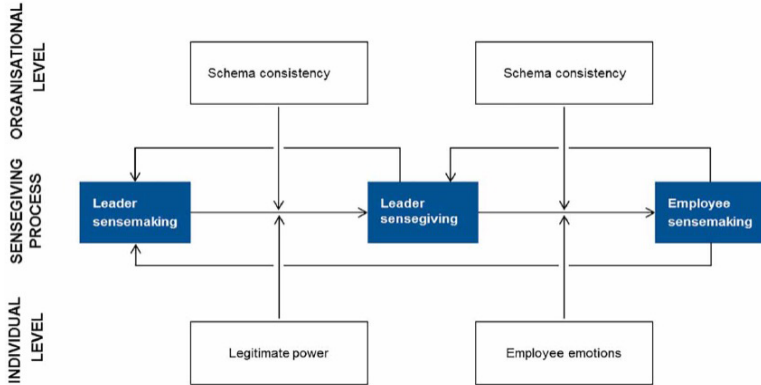 ORGANISATIONAL
LEVEL
Schema consistency
Schema consistency
SENSEGIVING
PROCESS
Leader
sensemaking
Leader
sensegiving
Employee
sensemaking
INDIVIDUAL
LEVEL
Legitimate power
Employee emotions